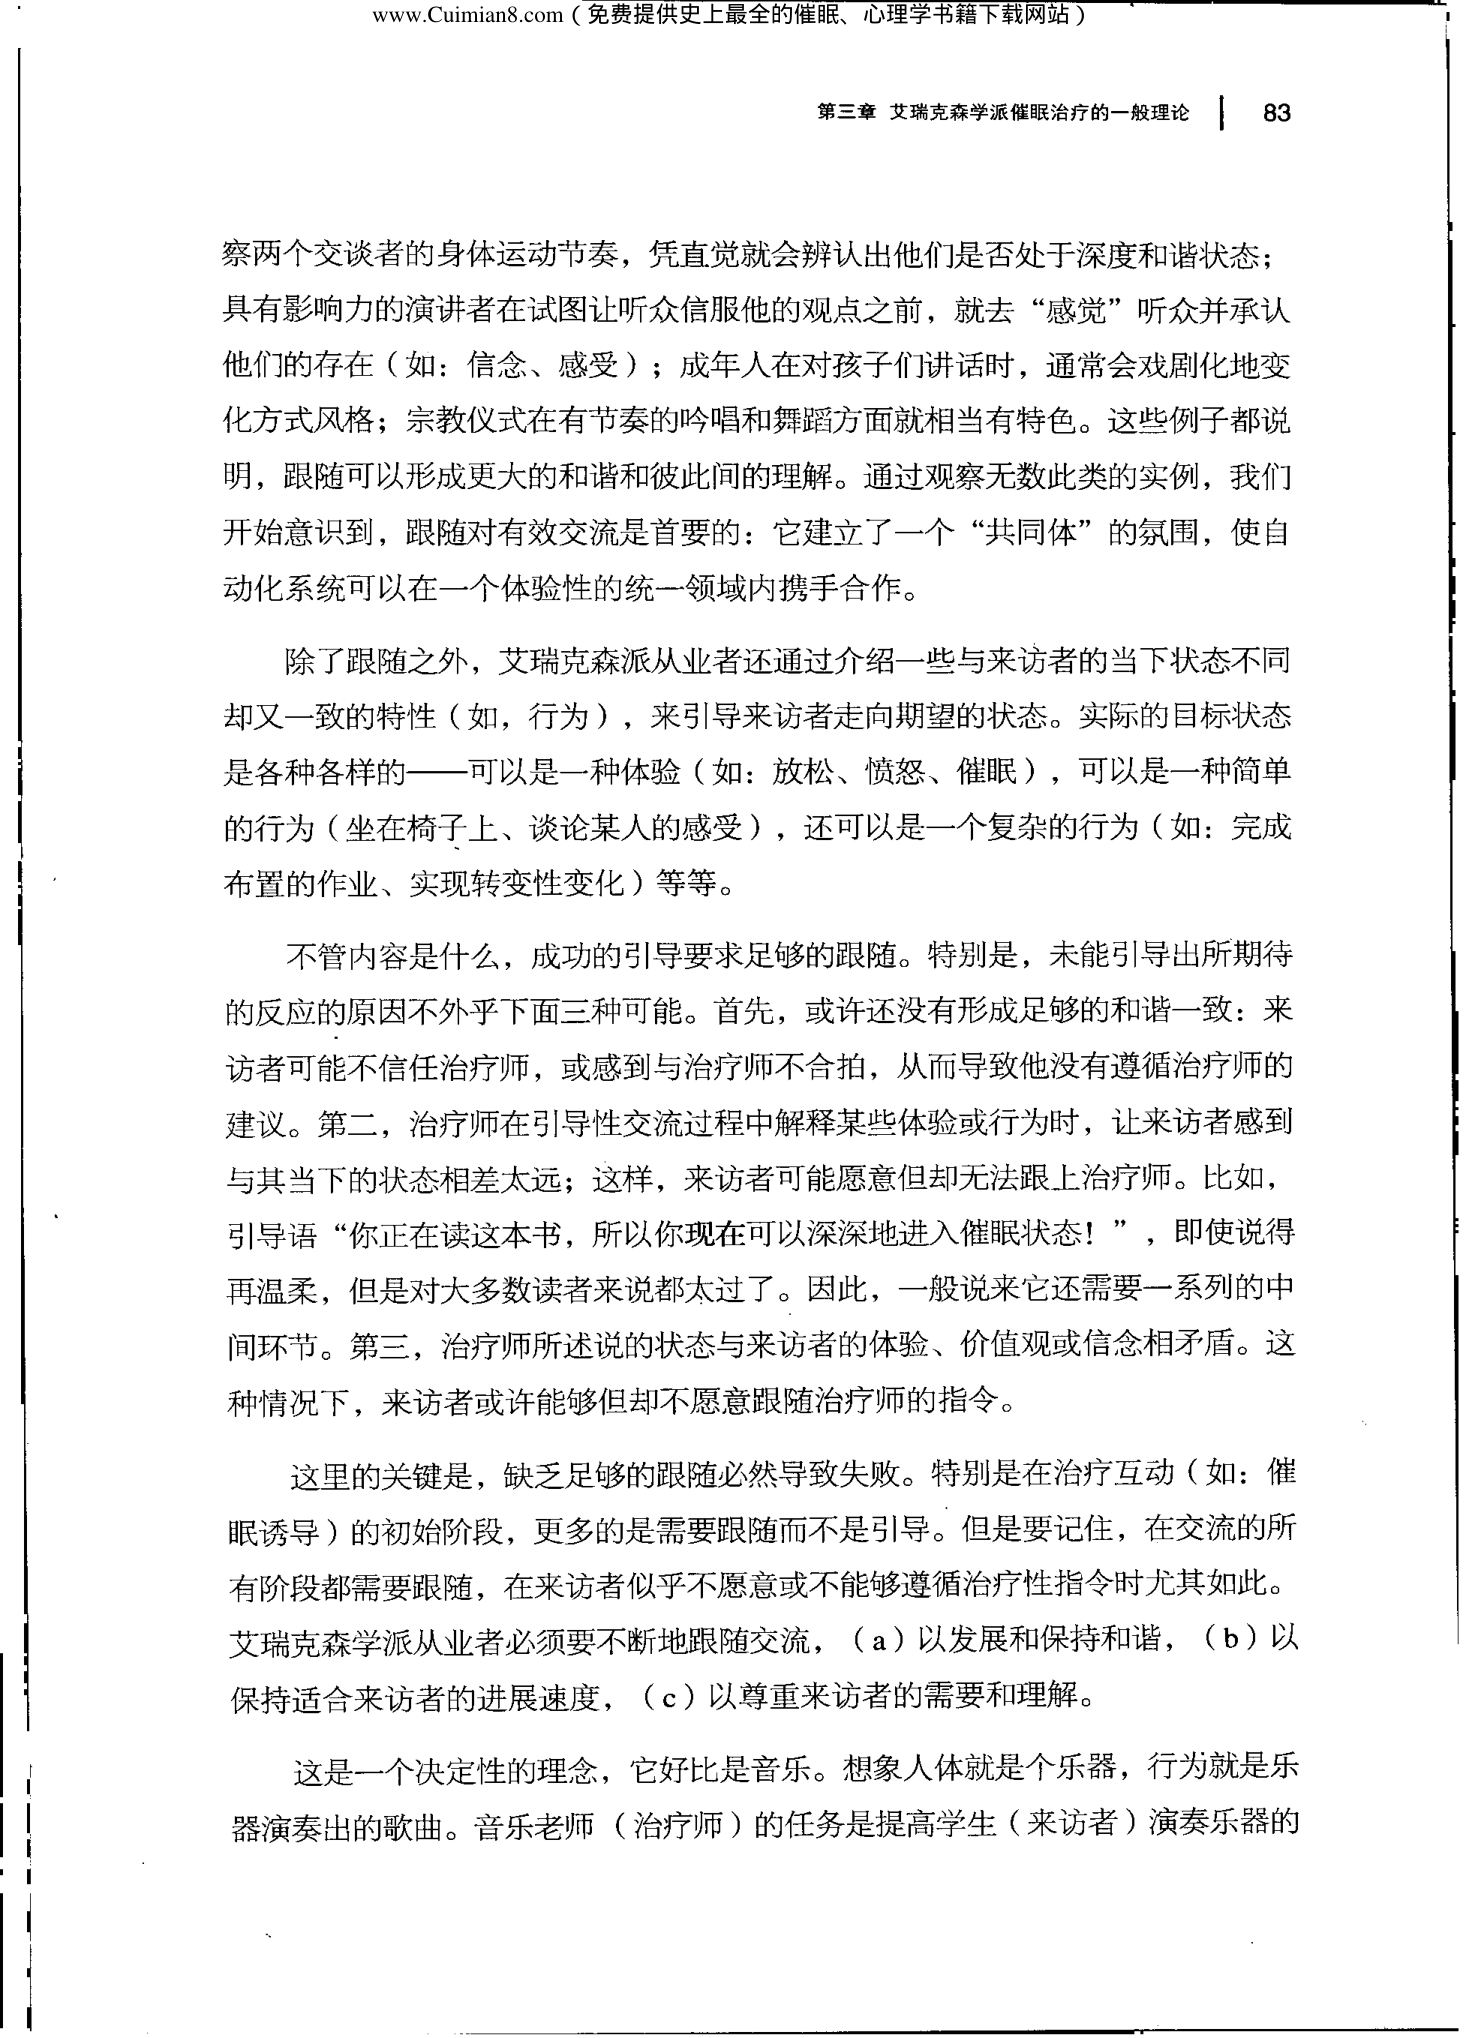 www.Cuimian8.com（免费提供史上最全的催眠、心理学书籍下载网站）
第三章 艾瑞克森学派催眠治疗的一般理论 83
察两个交谈者的身体运动节奏，凭直觉就会辨认出他们是否处于深度和谐状态；
具有影响力的演讲者在试图让听众信服他的观点之前，就去“感觉”听众并承认
他们的存在（如：信念、感受）；成年人在对孩子们讲话时，通常会戏剧化地变
化方式风格；宗教仪式在有节奏的吟唱和舞蹈方面就相当有特色。这些例子都说
明，跟随可以形成更大的和谐和彼此间的理解。通过观察无数此类的实例，我们
开始意识到，跟随对有效交流是首要的：它建立了一个“共同体”的氛围，使自
动化系统可以在一个体验性的统一领域内携手合作。
除了跟随之外，艾瑞克森派从业者还通过介绍一些与来访者的当下状态不同
却又一致的特性（如，行为），来引导来访者走向期望的状态。实际的目标状态
是各种各样的——可以是一种体验（如：放松、愤怒、催眠），可以是一种简单
的行为（坐在椅子上、谈论某人的感受），还可以是一个复杂的行为（如：完成
布置的作业、实现转变性变化）等等。
不管内容是什么，成功的引导要求足够的跟随。特别是，未能引导出所期待
的反应的原因不外乎下面三种可能。首先，或许还没有形成足够的和谐一致：来
访者可能不信任治疗师，或感到与治疗师不合拍，从而导致他没有遵循治疗师的
建议。第二，治疗师在引导性交流过程中解释某些体验或行为时，让来访者感到
与其当下的状态相差太远；这样，来访者可能愿意但却无法跟上治疗师。比如，
引导语“你正在读这本书，所以你现在可以深深地进入催眠状态！”，即使说得
再温柔，但是对大多数读者来说都太过了。因此，一般说来它还需要一系列的中
间环节。第三，治疗师所述说的状态与来访者的体验、价值观或信念相矛盾。这
种情况下，来访者或许能够但却不愿意跟随治疗师的指令。
这里的关键是，缺乏足够的跟随必然导致失败。特别是在治疗互动（如：催
眠诱导）的初始阶段，更多的是需要跟随而不是引导。但是要记住，在交流的所
有阶段都需要跟随，在来访者似乎不愿意或不能够遵循治疗性指令时尤其如此。
艾瑞克森学派从业者必须要不断地跟随交流，（a）以发展和保持和谐，（b）以
保持适合来访者的进展速度，（c）以尊重来访者的需要和理解。
这是一个决定性的理念，它好比是音乐。想象人体就是个乐器，行为就是乐
器演奏出的歌曲。音乐老师（治疗师）的任务是提高学生（来访者）演奏乐器的